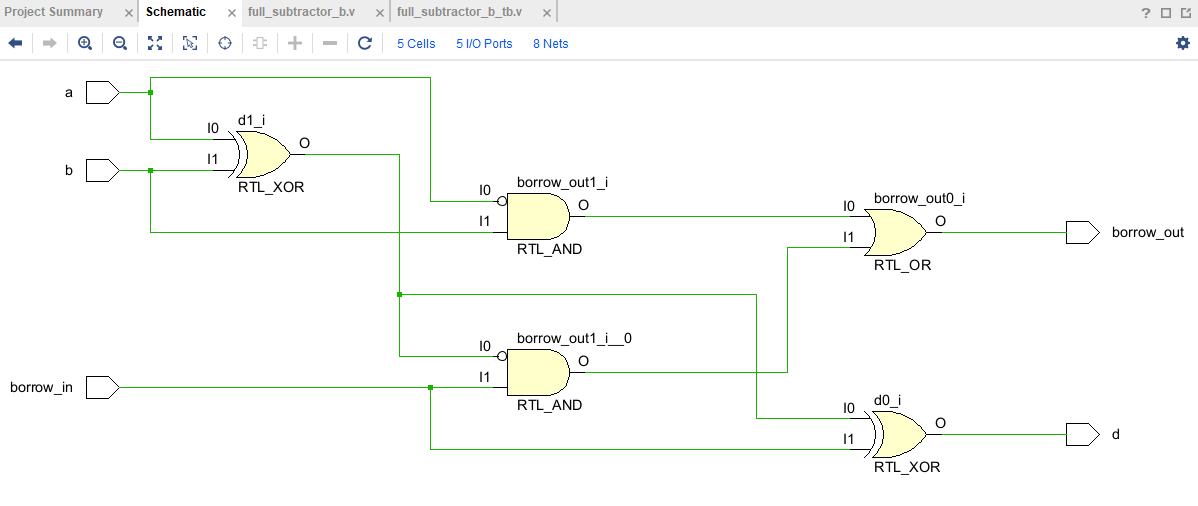 Project Summary × Schematic × full_subtractor_b.v × full_subtractor_b_tb.v × ?
5 Cells 5 I/O Ports 8 Nets
a
d1_i
I0
O
I1
b
RTL_XOR
borrow_out1_i
I0
O
I1
RTL_AND
borrow_out0_i
I0
O
I1
borrow_out
RTL_OR
borrow_out1_i__0
I0
O
I1
borrow_in
RTL_AND
d0_i
I0
O
I1
d
RTL_XOR